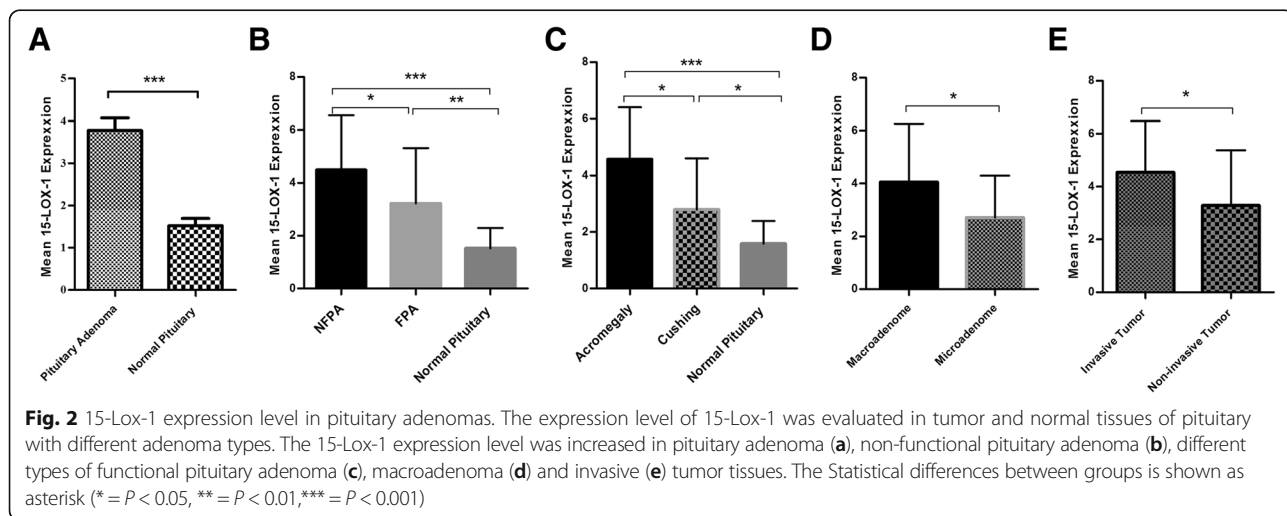 A
Mean 15-LOX-1 Exprexxion
5
4
3
2
1
0
***
Pituitary Adenoma
Normal Pituitary
B
Mean 15-LOX-1 Exprexxion
8
6
4
2
0
***
*
**
NFPA
FPA
Normal Pituitary
C
Mean 15-LOX-1 Exprexxion
8
6
4
2
0
***
*
*
Acromegaly
Cushing
Normal Pituitary
D
Mean 15-LOX-1 Exprexxion
8
6
4
2
0
*
Macroadenome
Microadenome
E
Mean 15-LOX-1 Exprexxion
8
6
4
2
0
*
Invasive Tumor
Non-invasive Tumor
Fig. 2 15-Lox-1 expression level in pituitary adenomas. The expression level of 15-Lox-1 was evaluated in tumor and normal tissues of pituitary
with different adenoma types. The 15-Lox-1 expression level was increased in pituitary adenoma (a), non-functional pituitary adenoma (b), different
types of functional pituitary adenoma (c), macroadenoma (d) and invasive (e) tumor tissues. The Statistical differences between groups is shown as
asterisk (* = P < 0.05, ** = P < 0.01,*** = P < 0.001)